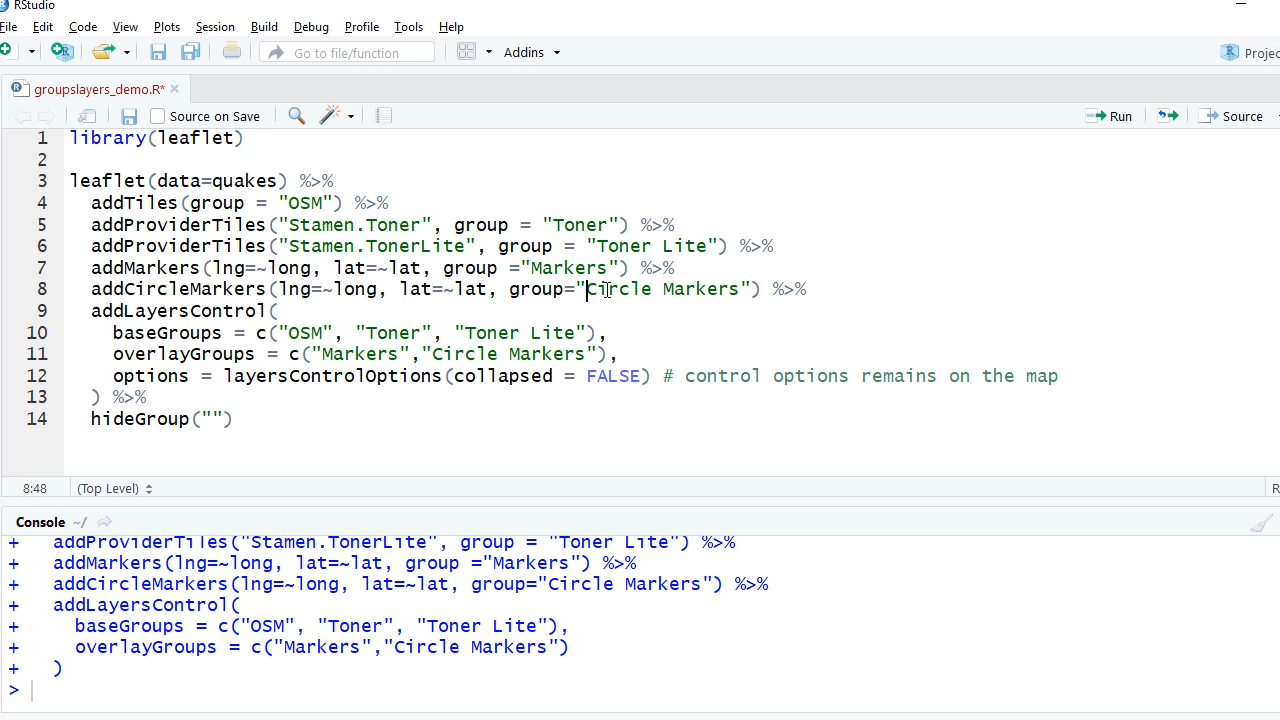 RStudio
File Edit Code View Plots Session Build Debug Profile Tools Help
Go to file/function Addins Projec
groupslayers_demo.R*
Source on Save Run Source
1 library(leaflet)
2
3 leaflet(data=quakes) %>%
4 addTiles(group = "OSM") %>%
5 addProviderTiles("Stamen.Toner", group = "Toner") %>%
6 addProviderTiles("Stamen.TonerLite", group = "Toner Lite") %>%
7 addMarkers(lng=~long, lat=~lat, group ="Markers") %>%
8 addCircleMarkers(lng=~long, lat=~lat, group="Circle Markers") %>%
9 addLayersControl(
10 baseGroups = c("OSM", "Toner", "Toner Lite"),
11 overlayGroups = c("Markers","Circle Markers"),
12 options = layersControlOptions(collapsed = FALSE) # control options remains on the map
13 ) %>%
14 hideGroup("")
8:48 (Top Level) R
Console ~/
+ addProviderTiles("Stamen.TonerLite", group = "Toner Lite") %>%
+ addMarkers(lng=~long, lat=~lat, group ="Markers") %>%
+ addCircleMarkers(lng=~long, lat=~lat, group="Circle Markers") %>%
+ addLayersControl(
+ baseGroups = c("OSM", "Toner", "Toner Lite"),
+ overlayGroups = c("Markers","Circle Markers")
+ )
>